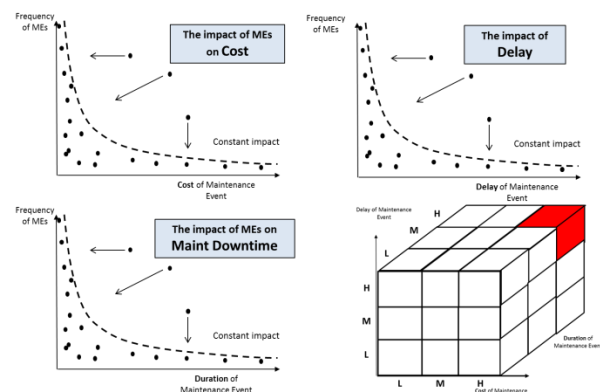 Frequency
of MEs
The impact of MEs
on Cost
Constant impact
Cost of Maintenance
Event
Frequency
of MEs
The impact of
Delay
Constant impact
Delay of Maintenance
Event
Frequency
of MEs
The impact of MEs on
Maint Downtime
Constant impact
Duration of
Maintenance Event
Delay of Maintenance
Event
H
M
L
H
M
L
L
M
H
Duration of
Maintenance Event
Cost of Maintenance